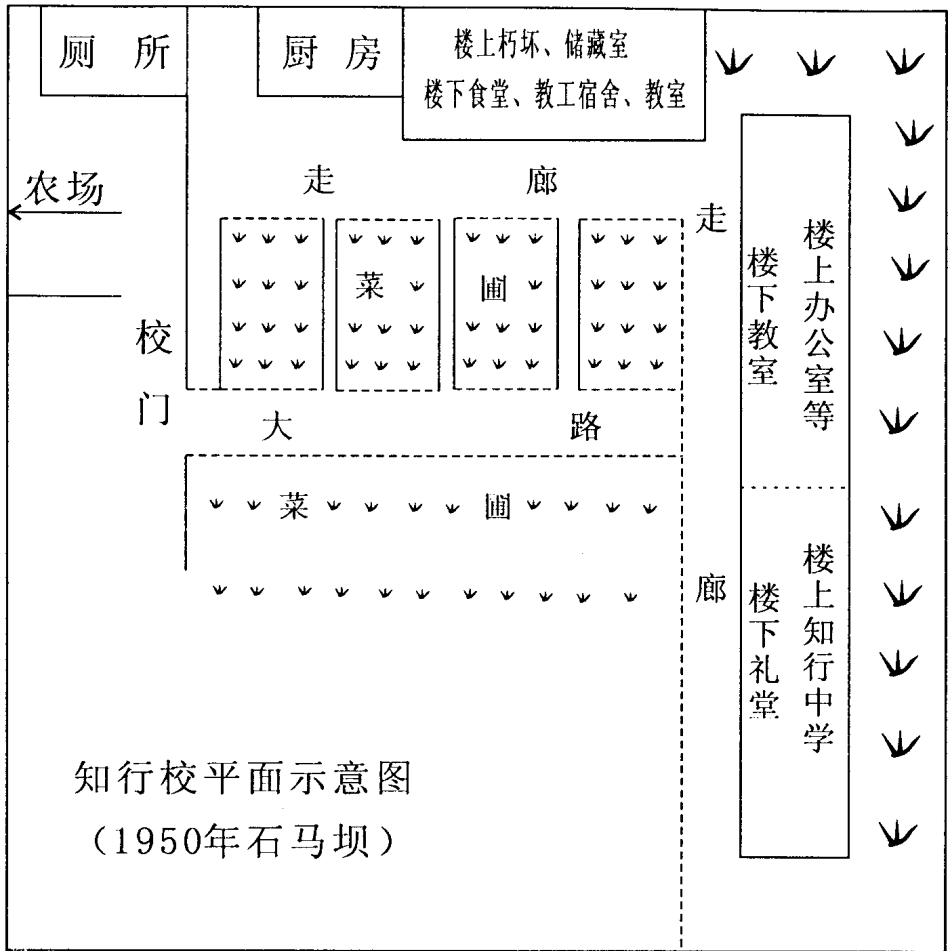 厕所
厨房
楼上朽坏、储藏室
楼下食堂、教工宿舍、教室
农场
走廊
菜圃
校门
大路
菜圃
走廊
楼上办公室等
楼下教室
楼上知行中学
楼下礼堂
知行校平面示意图
（1950年石马坝）